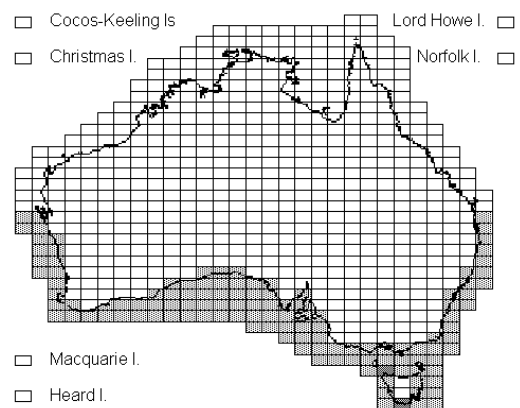 Cocos-Keeling Is
Lord Howe I.
Christmas I.
Norfolk I.
Macquarie I.
Heard I.